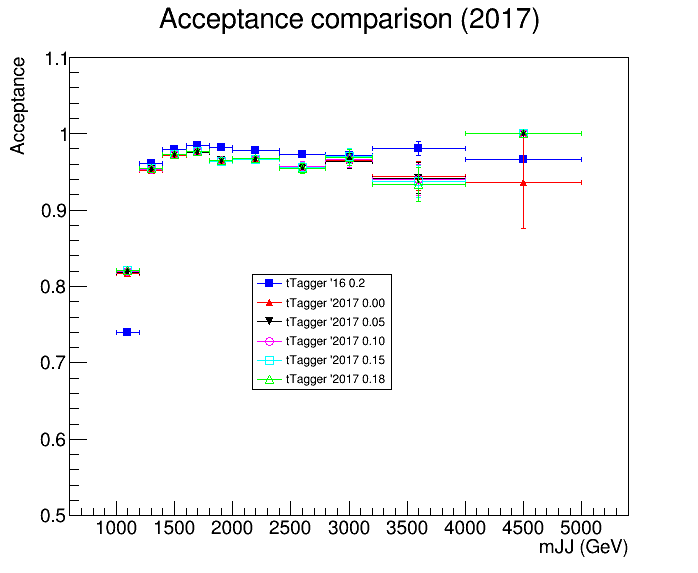 Acceptance comparison (2017)
Acceptance
1.1
1
0.9
0.8
0.7
0.6
0.5
tTagger '16 0.2
tTagger '2017 0.00
tTagger '2017 0.05
tTagger '2017 0.10
tTagger '2017 0.15
tTagger '2017 0.18
1000 1500 2000 2500 3000 3500 4000 4500 5000
mJJ (GeV)